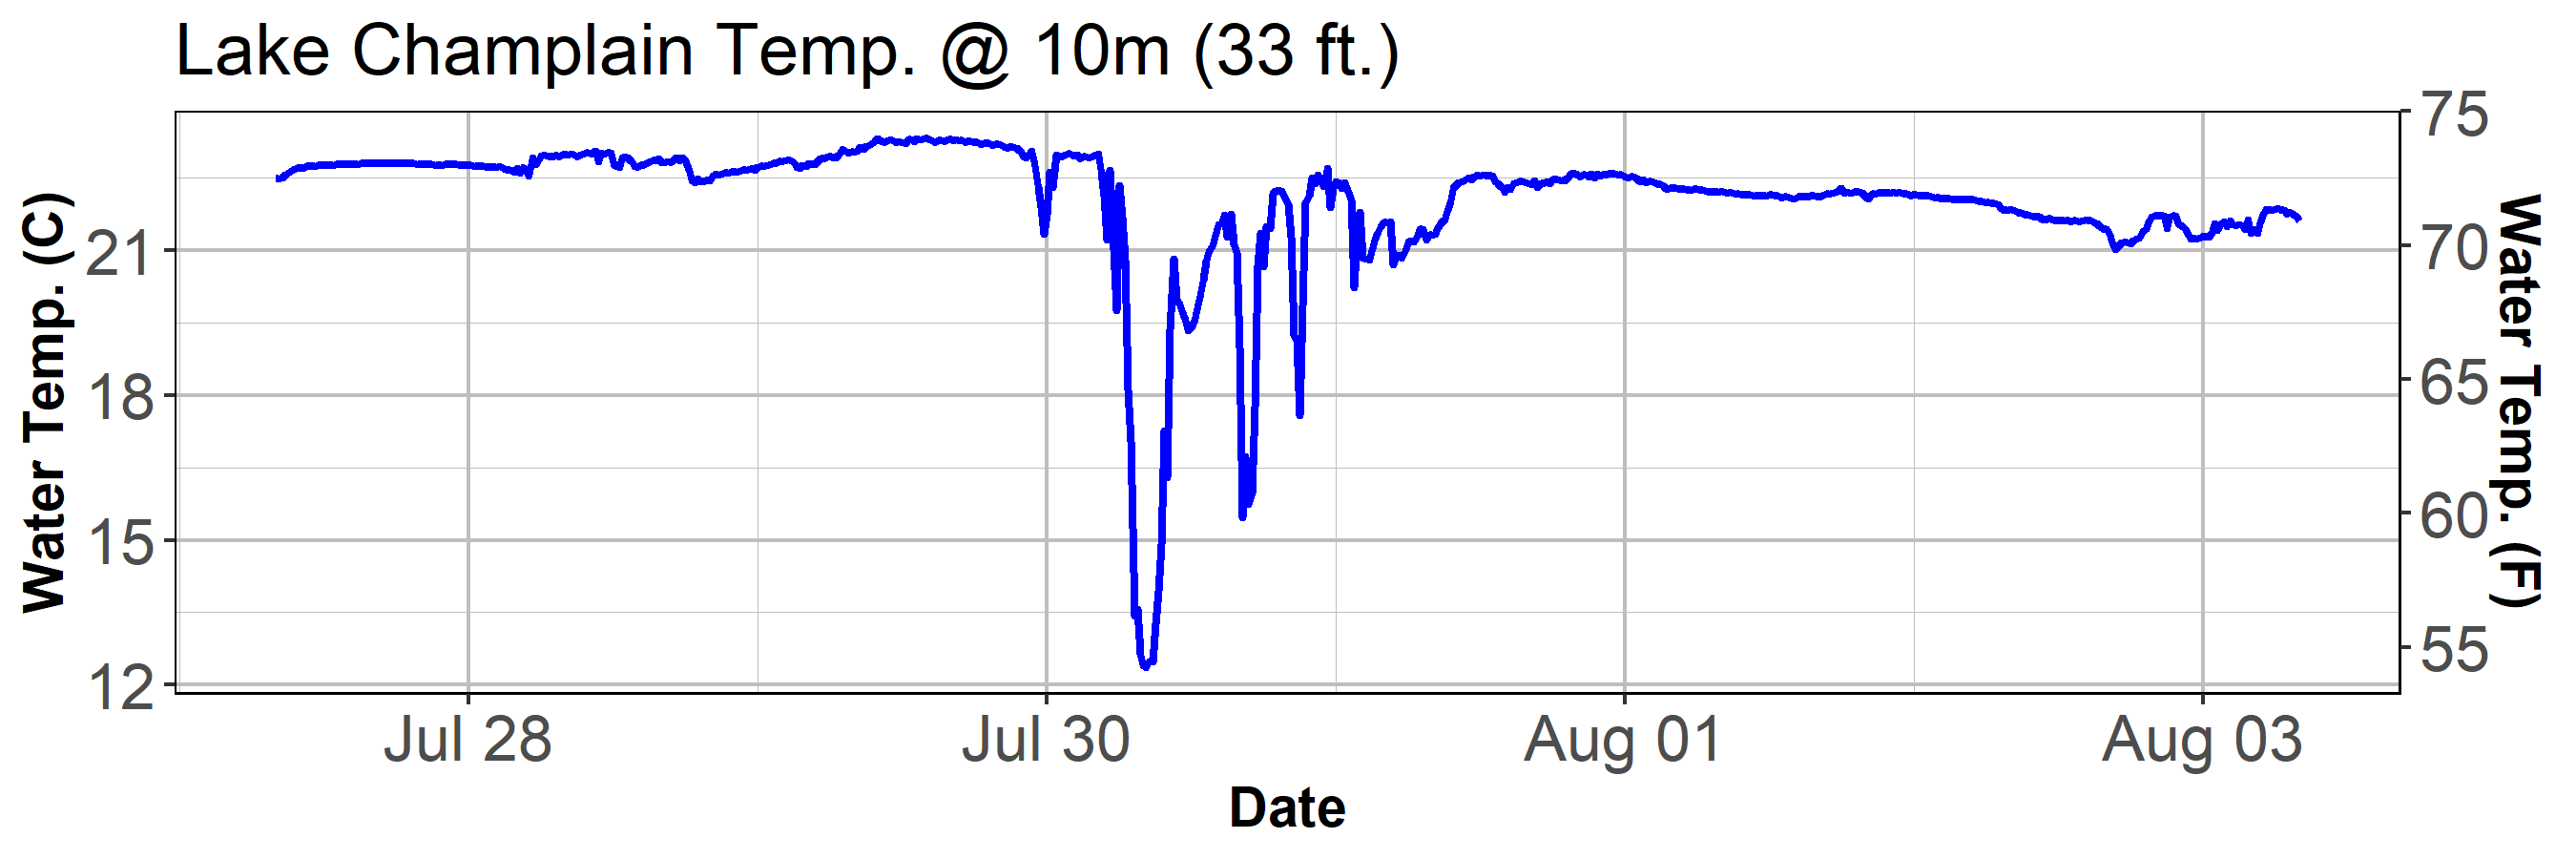 Lake Champlain Temp. @ 10m (33 ft.)
Water Temp. (C)
21
18
15
12
75
70
65
60
55
Water Temp. (F)
Jul 28
Jul 30
Aug 01
Aug 03
Date